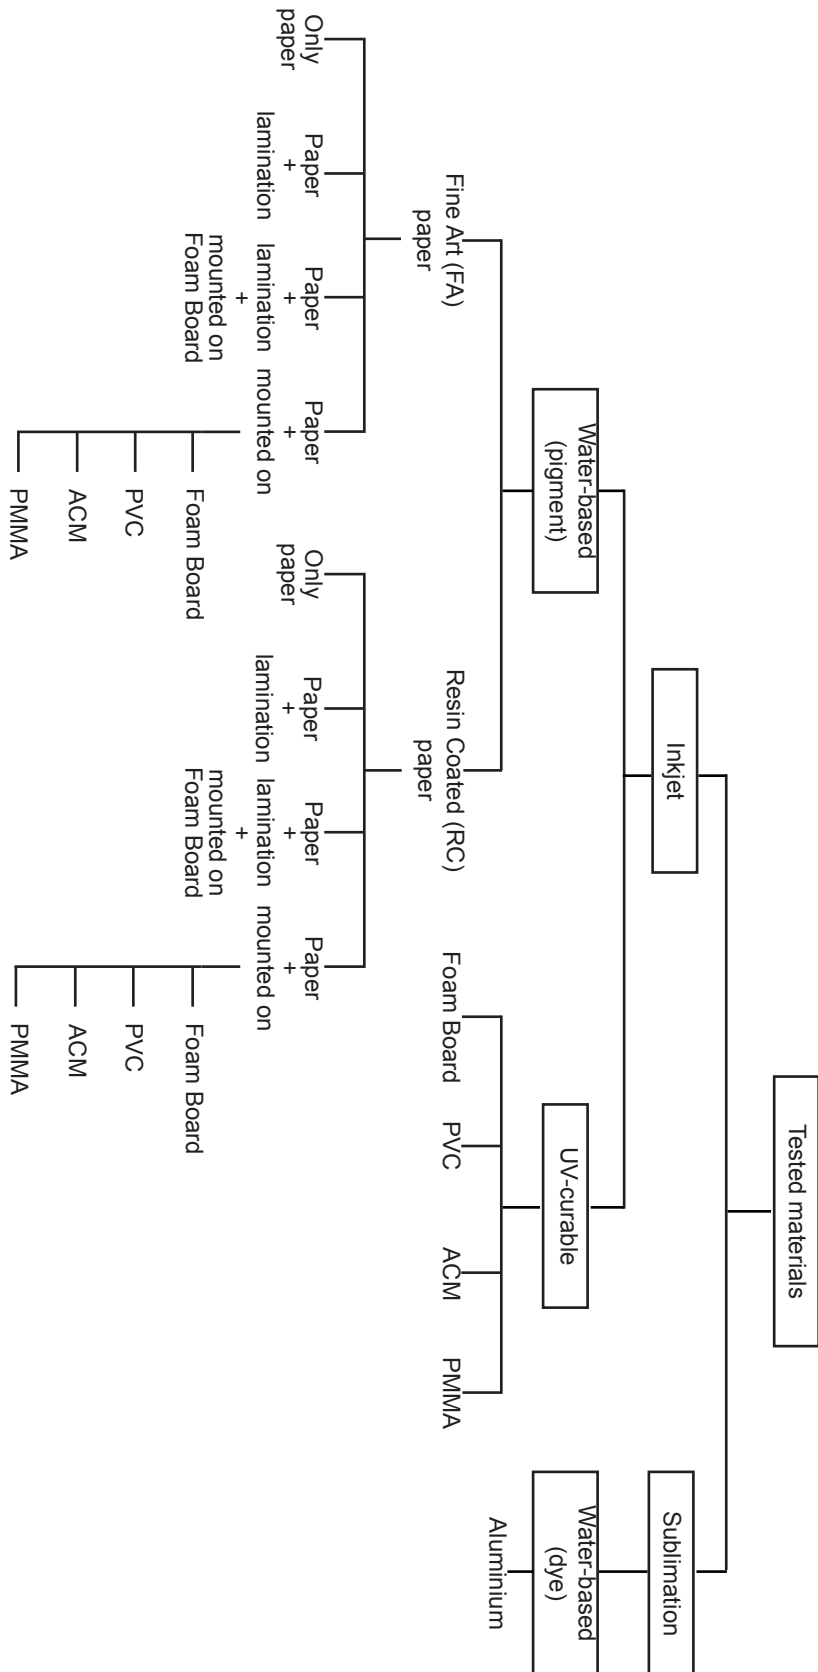 Tested materials
Inkjet
Sublimation
Water-based
(pigment)
UV-curable
Water-based
(dye)
Fine Art (FA)
paper
Resin Coated (RC)
paper
Foam Board
PVC
ACM
PMMA
Aluminium
Only
paper
Paper
+
lamination
Paper
+
lamination
+
mounted on
Foam Board
Paper
+
mounted on
Foam Board
PVC
ACM
PMMA
Only
paper
Paper
+
lamination
Paper
+
lamination
+
mounted on
Foam Board
Paper
+
mounted on
Foam Board
PVC
ACM
PMMA